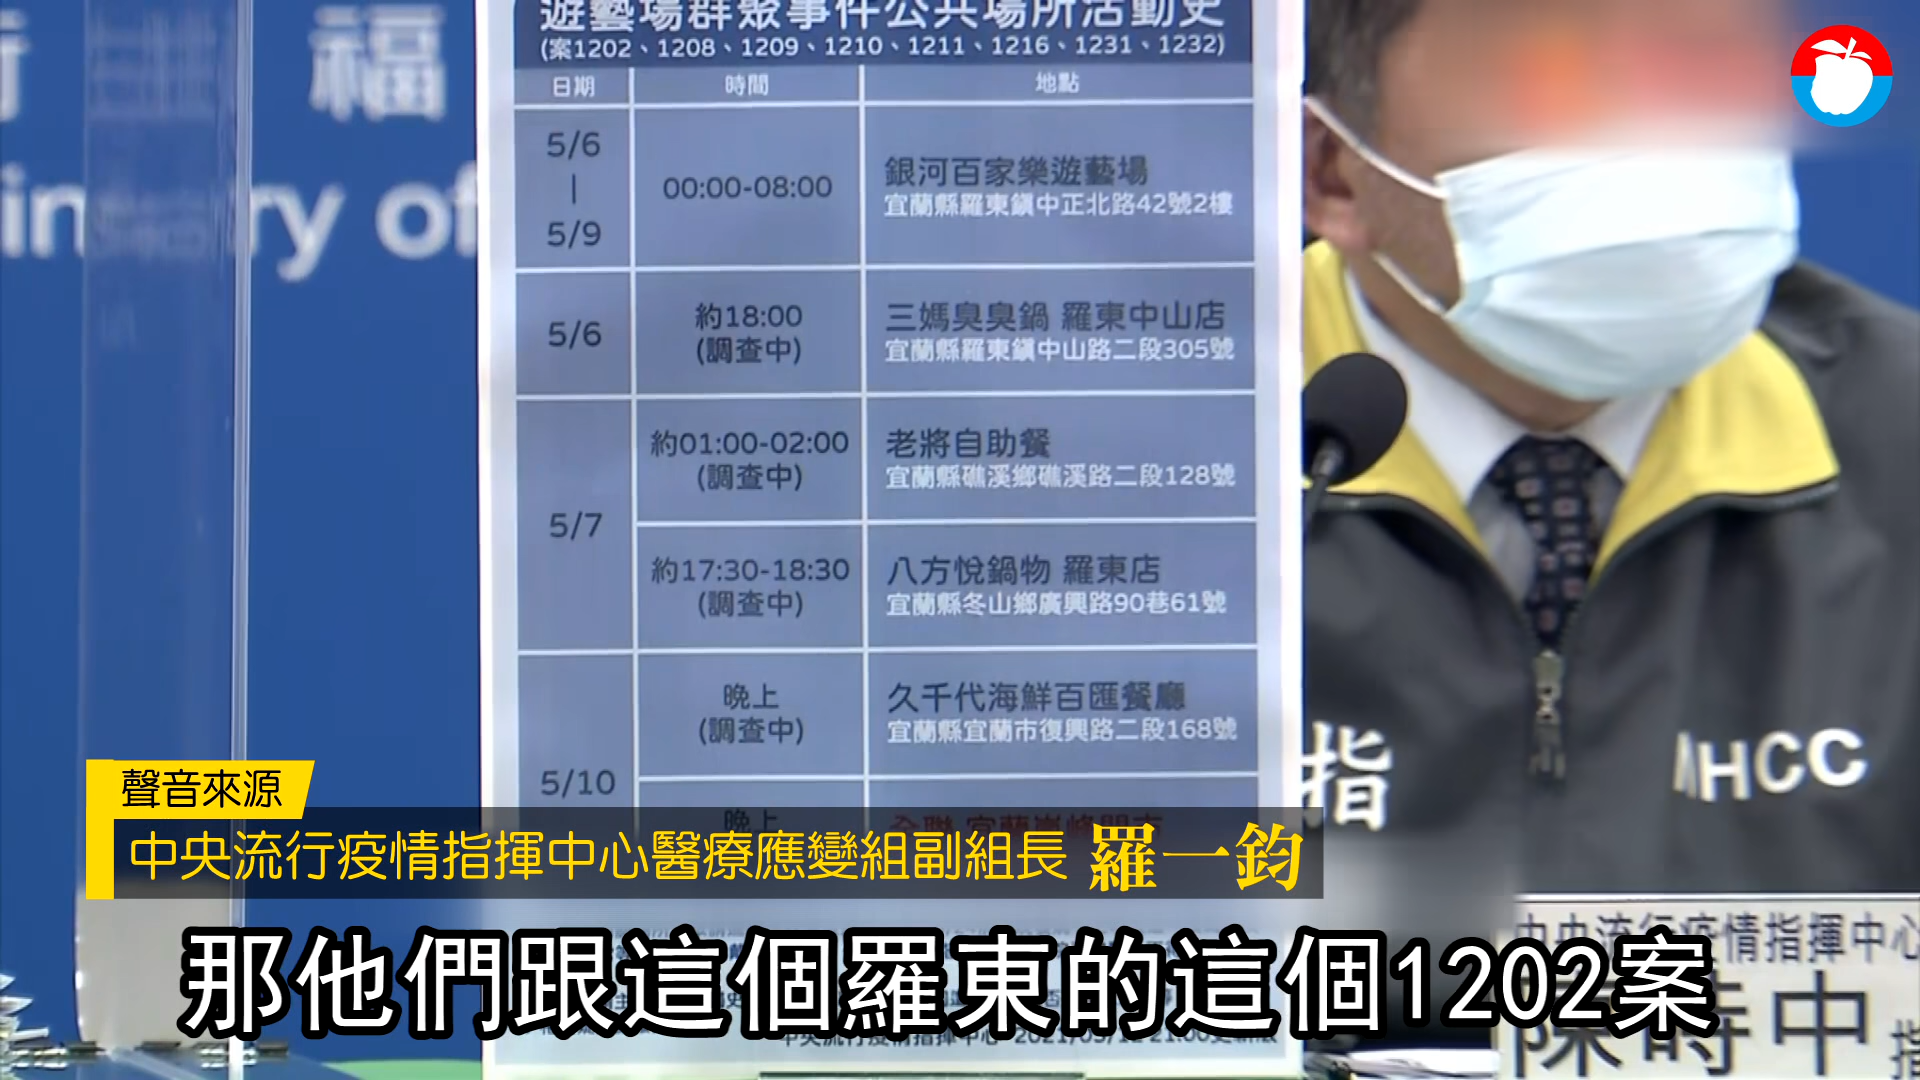 福
inistry of
遊藝場群聚事件公共場所活動史
(案1202、1208、1209、1210、1211、1216、1231、1232)
日期 時間 地點
5/6
|
5/9
00:00-08:00
銀河百家樂遊藝場
宜蘭縣羅東鎮中正北路42號2樓
5/6
約18:00
(調查中)
三媽臭臭鍋 羅東中山店
宜蘭縣羅東鎮中山路二段305號
5/7
約01:00-02:00
(調查中)
老將自助餐
宜蘭縣礁溪鄉礁溪路二段128號
約17:30-18:30
(調查中)
八方悅鍋物 羅東店
宜蘭縣冬山鄉廣興路90巷61號
5/10
晚上
(調查中)
久千代海鮮百匯餐廳
宜蘭縣宜蘭市復興路二段168號
晚上
指
HCC
聲音來源
中央流行疫情指揮中心醫療應變組副組長 羅一鈞
那他們跟這個羅東的這個1202案
中央流行疫情指揮中心
陳時中 指